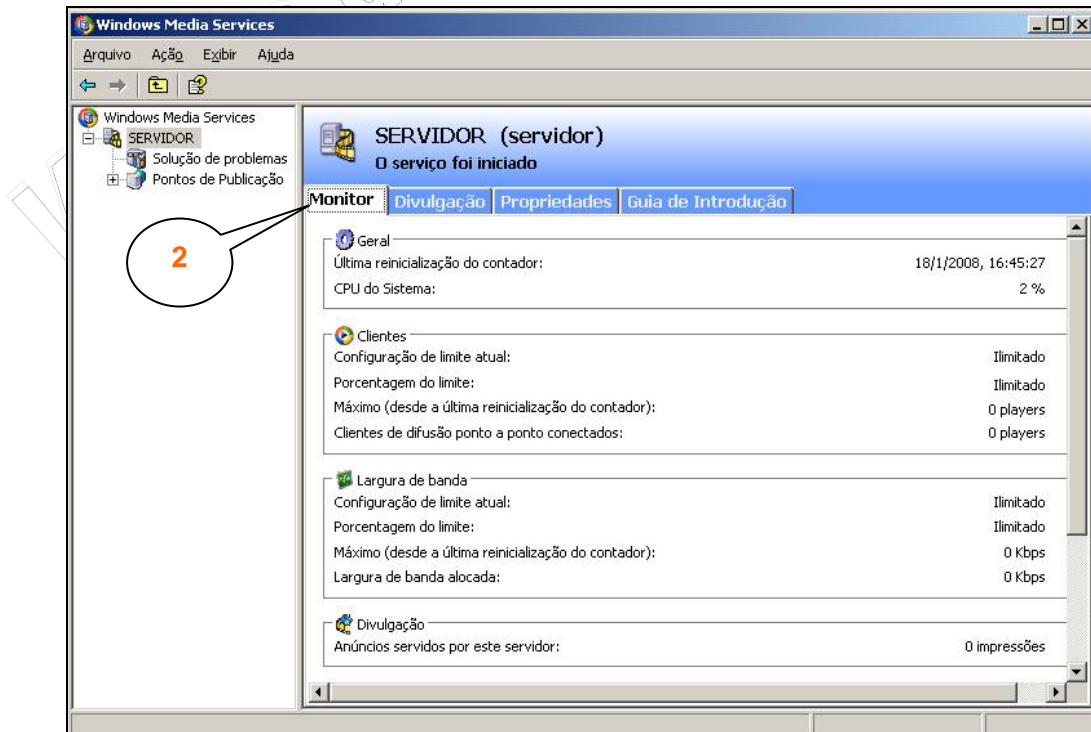 Windows Media Services
Arquivo Ação Exibir Ajuda
Windows Media Services
SERVIDOR
Solução de problemas
Pontos de Publicação
SERVIDOR (servidor)
O serviço foi iniciado
Monitor Divulgação Propriedades Guia de Introdução
2
Geral
Última reinicialização do contador: 18/1/2008, 16:45:27
CPU do Sistema: 2 %
Clientes
Configuração de limite atual: Ilimitado
Porcentagem do limite: Ilimitado
Máximo (desde a última reinicialização do contador): 0 players
Clientes de difusão ponto a ponto conectados: 0 players
Largura de banda
Configuração de limite atual: Ilimitado
Porcentagem do limite: Ilimitado
Máximo (desde a última reinicialização do contador): 0 Kbps
Largura de banda alocada: 0 Kbps
Divulgação
Anúncios servidos por este servidor: 0 impressões